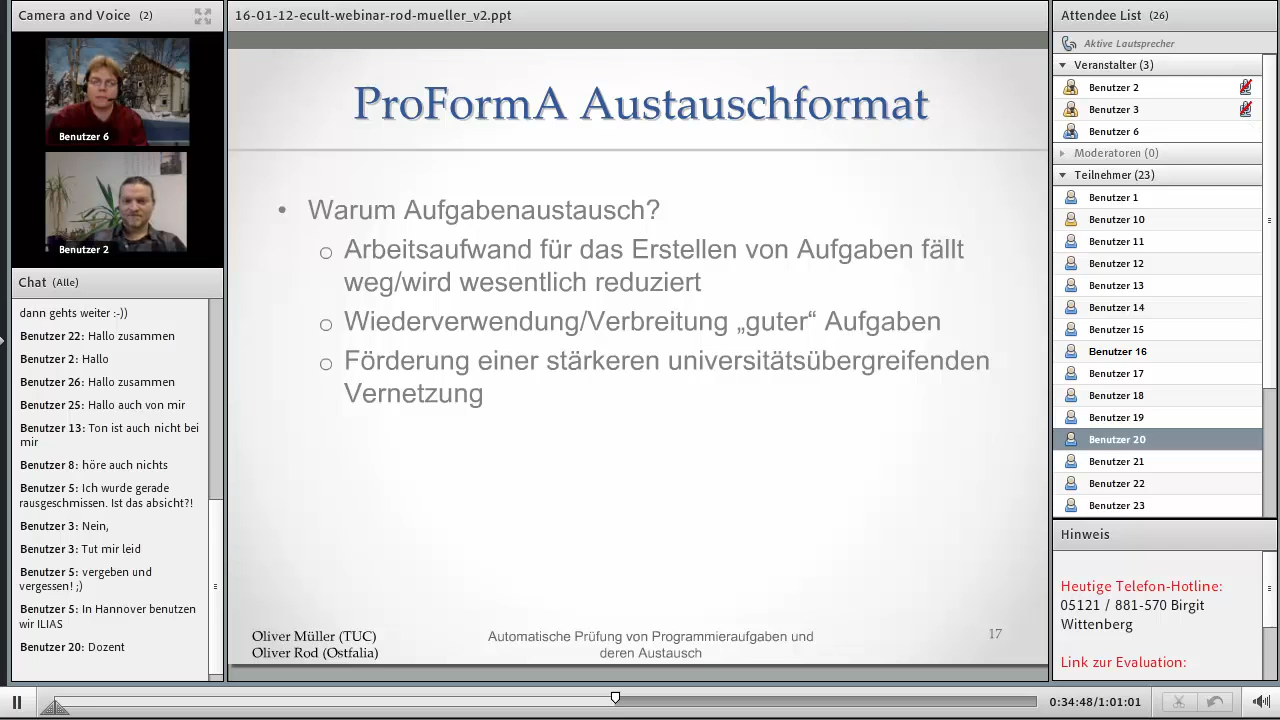 Camera and Voice (2)
Benutzer 6
Benutzer 2
Chat (Alle)
dann gehts weiter :-))
Benutzer 22: Hallo zusammen
Benutzer 2: Hallo
Benutzer 26: Hallo zusammen
Benutzer 25: Hallo auch von mir
Benutzer 13: Ton ist auch nicht bei
mir
Benutzer 8: höre auch nichts
Benutzer 5: Ich wurde gerade
rausgeschmissen. Ist das absicht?!
Benutzer 3: Nein,
Benutzer 3: Tut mir leid
Benutzer 5: vergeben und
vergessen! ;)
Benutzer 5: In Hannover benutzen
wir ILIAS
Benutzer 20: Dozent
16-01-12-ecult-webinar-rod-mueller_v2.ppt
ProFormA Austauschformat
• Warum Aufgabenaustausch?
o Arbeitsaufwand für das Erstellen von Aufgaben fällt
weg/wird wesentlich reduziert
o Wiederverwendung/Verbreitung „guter“ Aufgaben
o Förderung einer stärkeren universitätsübergreifenden
Vernetzung
Oliver Müller (TUC)
Oliver Rod (Ostfalia)
Automatische Prüfung von Programmieraufgaben und
deren Austausch
17
Attendee List (26)
Aktive Lautsprecher
Veranstalter (3)
Benutzer 2
Benutzer 3
Benutzer 6
Moderatoren (0)
Teilnehmer (23)
Benutzer 1
Benutzer 10
Benutzer 11
Benutzer 12
Benutzer 13
Benutzer 14
Benutzer 15
Benutzer 16
Benutzer 17
Benutzer 18
Benutzer 19
Benutzer 20
Benutzer 21
Benutzer 22
Benutzer 23
Hinweis
Heutige Telefon-Hotline:
05121 / 881-570 Birgit
Wittenberg
Link zur Evaluation:
0:34:48/1:01:01